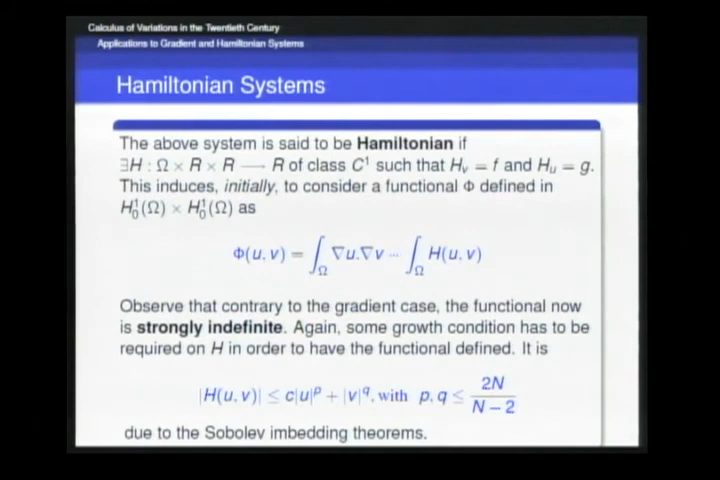 Calculus of Variations in the Twentieth Century
Applications to Gradient and Hamiltonian Systems
Hamiltonian Systems
The above system is said to be Hamiltonian if
∃H : Ω × R × R → R of class C¹ such that Hᵥ = f and Hᵤ = g.
This induces, initially, to consider a functional Φ defined in
H₀¹(Ω) × H₀¹(Ω) as
Φ(u, v) = ∫_Ω ∇u.∇v − ∫_Ω H(u, v)
Observe that contrary to the gradient case, the functional now
is strongly indefinite. Again, some growth condition has to be
required on H in order to have the functional defined. It is
|H(u, v)| ≤ c|u|ᵖ + |v|^q, with p, q ≤ 2N / (N − 2)
due to the Sobolev imbedding theorems.